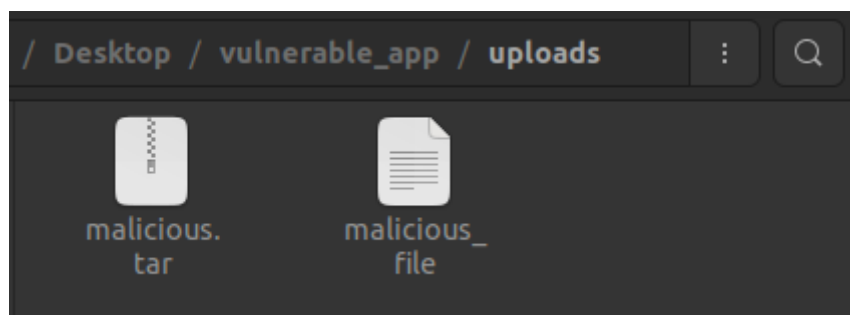 / Desktop / vulnerable_app / uploads
malicious.
tar
malicious_
file